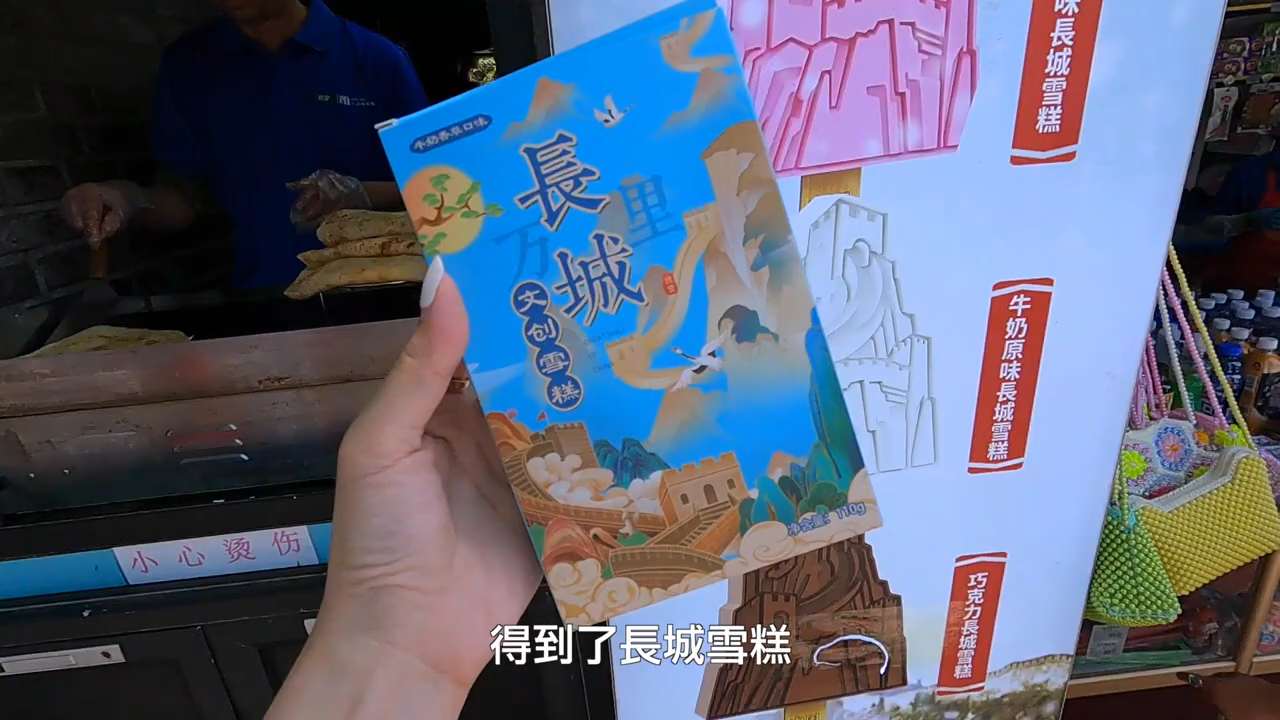 牛奶香草口味
長城
万里
文创雪糕
净含量: 110g
味長城雪糕
牛奶原味長城雪糕
巧克力長城雪糕
小心烫伤
得到了長城雪糕